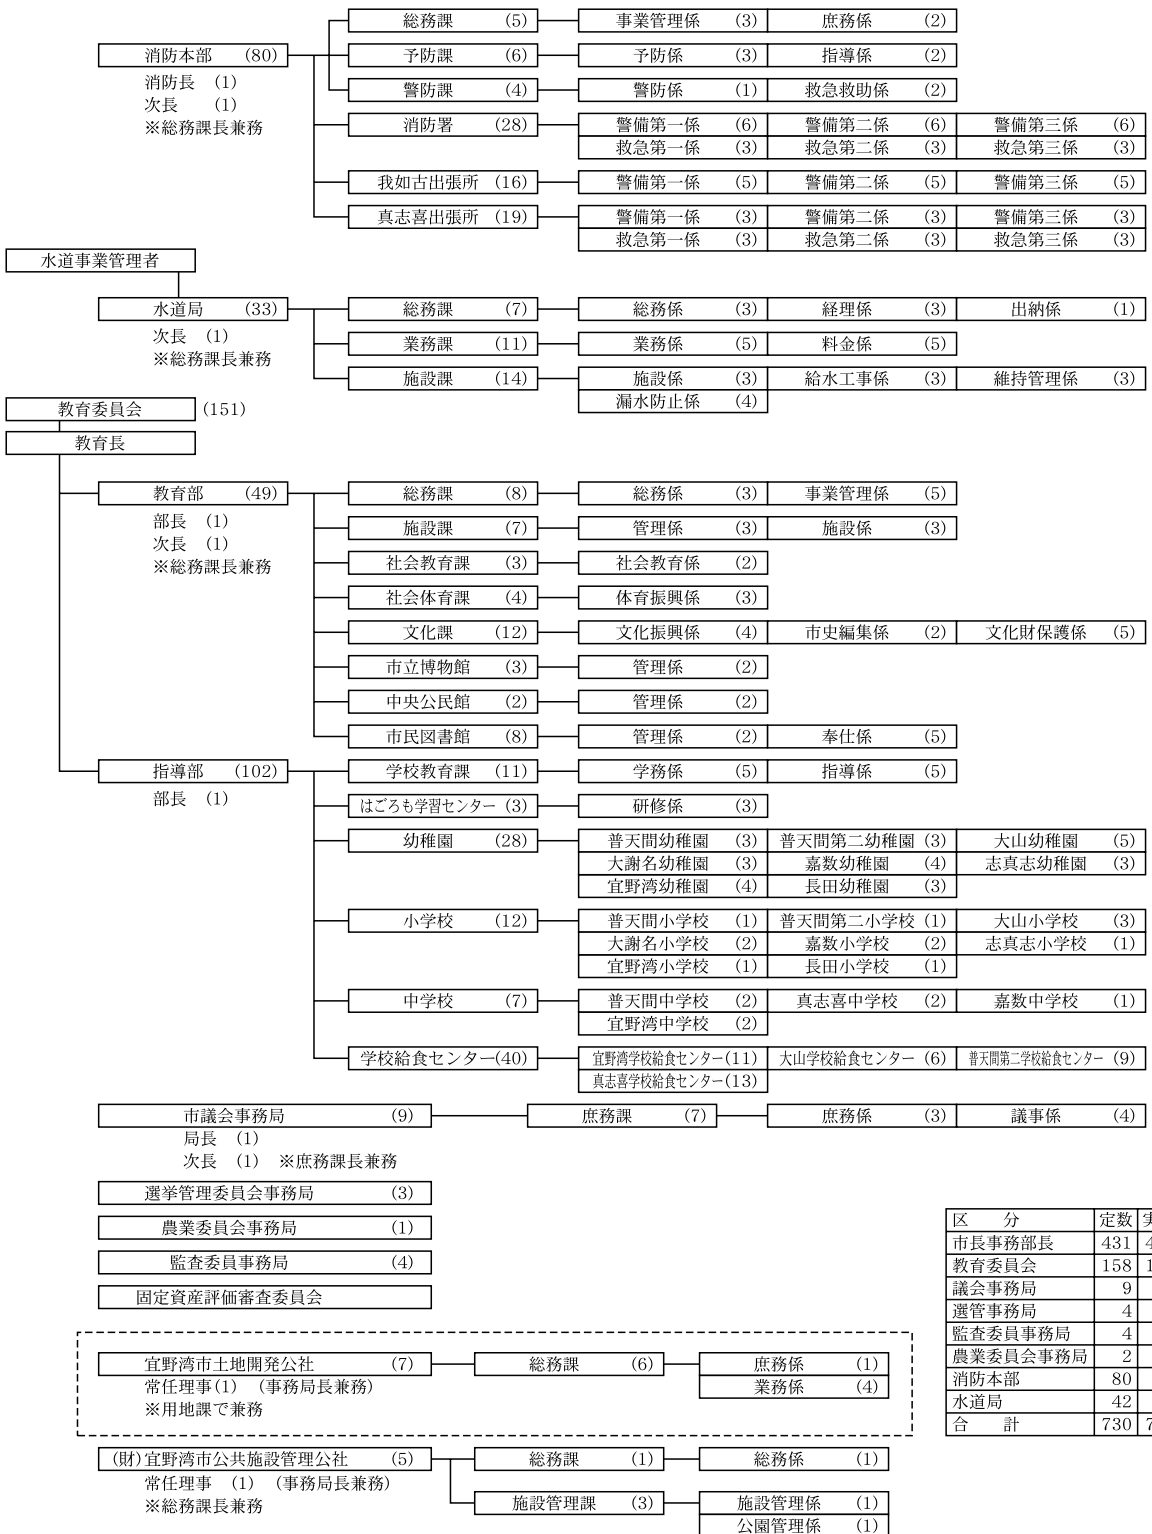 総務課 (5) 事業管理係 (3) 庶務係 (2)
消防本部 (80) 予防課 (6) 予防係 (3) 指導係 (2)
消防長 (1)
次長 (1)
※総務課長兼務
警防課 (4) 警防係 (1) 救急救助係 (2)
消防署 (28) 警備第一係 (6) 警備第二係 (6) 警備第三係 (6)
救急第一係 (3) 救急第二係 (3) 救急第三係 (3)
我如古出張所 (16) 警備第一係 (5) 警備第二係 (5) 警備第三係 (5)
真志喜出張所 (19) 警備第一係 (3) 警備第二係 (3) 警備第三係 (3)
救急第一係 (3) 救急第二係 (3) 救急第三係 (3)
水道事業管理者
水道局 (33) 総務課 (7) 総務係 (3) 経理係 (3) 出納係 (1)
次長 (1)
※総務課長兼務
業務課 (11) 業務係 (5) 料金係 (5)
施設課 (14) 施設係 (3) 給水工事係 (3) 維持管理係 (3)
漏水防止係 (4)
教育委員会 (151)
教育長
教育部 (49) 総務課 (8) 総務係 (3) 事業管理係 (5)
部長 (1)
次長 (1)
※総務課長兼務
施設課 (7) 管理係 (3) 施設係 (3)
社会教育課 (3) 社会教育係 (2)
社会体育課 (4) 体育振興係 (3)
文化課 (12) 文化振興係 (4) 市史編集係 (2) 文化財保護係 (5)
市立博物館 (3) 管理係 (2)
中央公民館 (2) 管理係 (2)
市民図書館 (8) 管理係 (2) 奉仕係 (5)
指導部 (102) 学校教育課 (11) 学務係 (5) 指導係 (5)
部長 (1)
はごろも学習センター (3) 研修係 (3)
幼稚園 (28) 普天間幼稚園 (3) 普天間第二幼稚園 (3) 大山幼稚園 (5)
大謝名幼稚園 (3) 嘉数幼稚園 (4) 志真志幼稚園 (3)
宜野湾幼稚園 (4) 長田幼稚園 (3)
小学校 (12) 普天間小学校 (1) 普天間第二小学校 (1) 大山小学校 (3)
大謝名小学校 (2) 嘉数小学校 (2) 志真志小学校 (1)
宜野湾小学校 (1) 長田小学校 (1)
中学校 (7) 普天間中学校 (2) 真志喜中学校 (2) 嘉数中学校 (1)
宜野湾中学校 (2)
学校給食センター(40) 宜野湾学校給食センター(11) 大山学校給食センター (6) 普天間第二学校給食センター (9)
真志喜学校給食センター(13)
市議会事務局 (9) 庶務課 (7) 庶務係 (3) 議事係 (4)
局長 (1)
次長 (1) ※庶務課長兼務
選挙管理委員会事務局 (3)
農業委員会事務局 (1)
監査委員事務局 (4)
固定資産評価審査委員会
宜野湾市土地開発公社 (7) 総務課 (6) 庶務係 (1)
常任理事(1) (事務局長兼務) 業務係 (4)
※用地課で兼務
(財)宜野湾市公共施設管理公社 (5) 総務課 (1) 総務係 (1)
常任理事 (1) (事務局長兼務)
※総務課長兼務
施設管理課 (3) 施設管理係 (1)
公園管理係 (1)
区 分 定数
市長事務部長 431 4
教育委員会 158 1
議会事務局 9
選管事務局 4
監査委員事務局 4
農業委員会事務局 2
消防本部 80
水道局 42
合 計 730 7